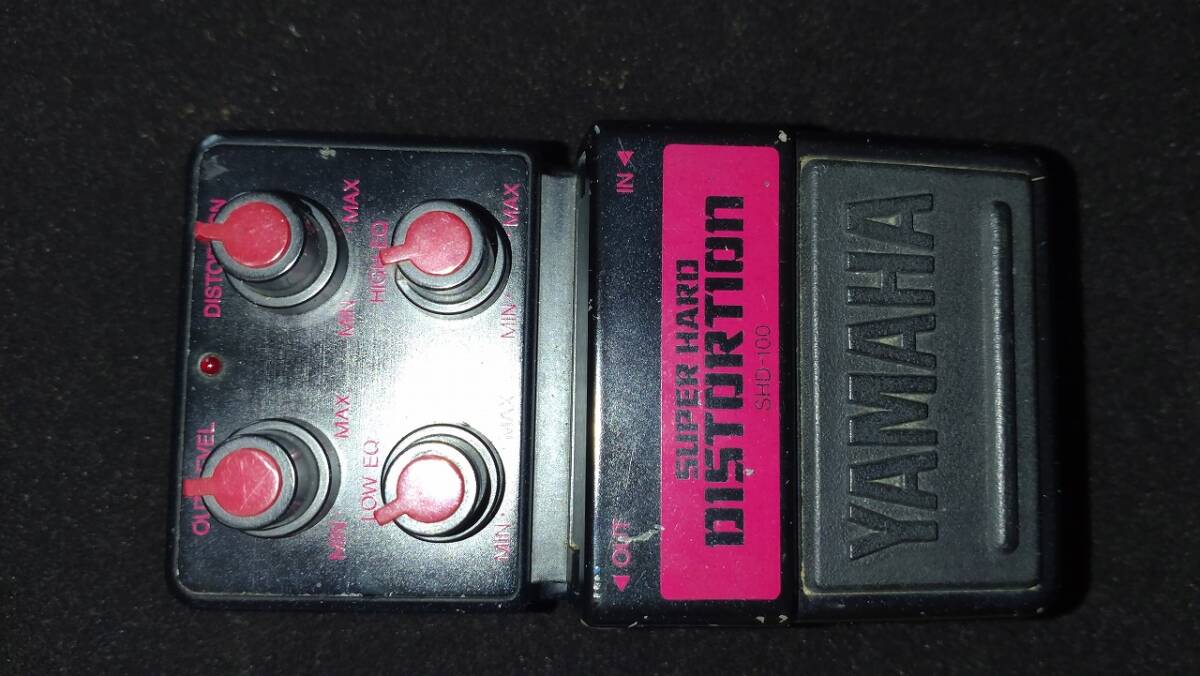 OUT LEVEL DISTORTION
MIN MAX MIN MAX
LOW EQ HIGH EQ
MIN MAX MIN MAX
OUT IN
SUPER HARD
DISTORTION
SHD-100
YAMAHA